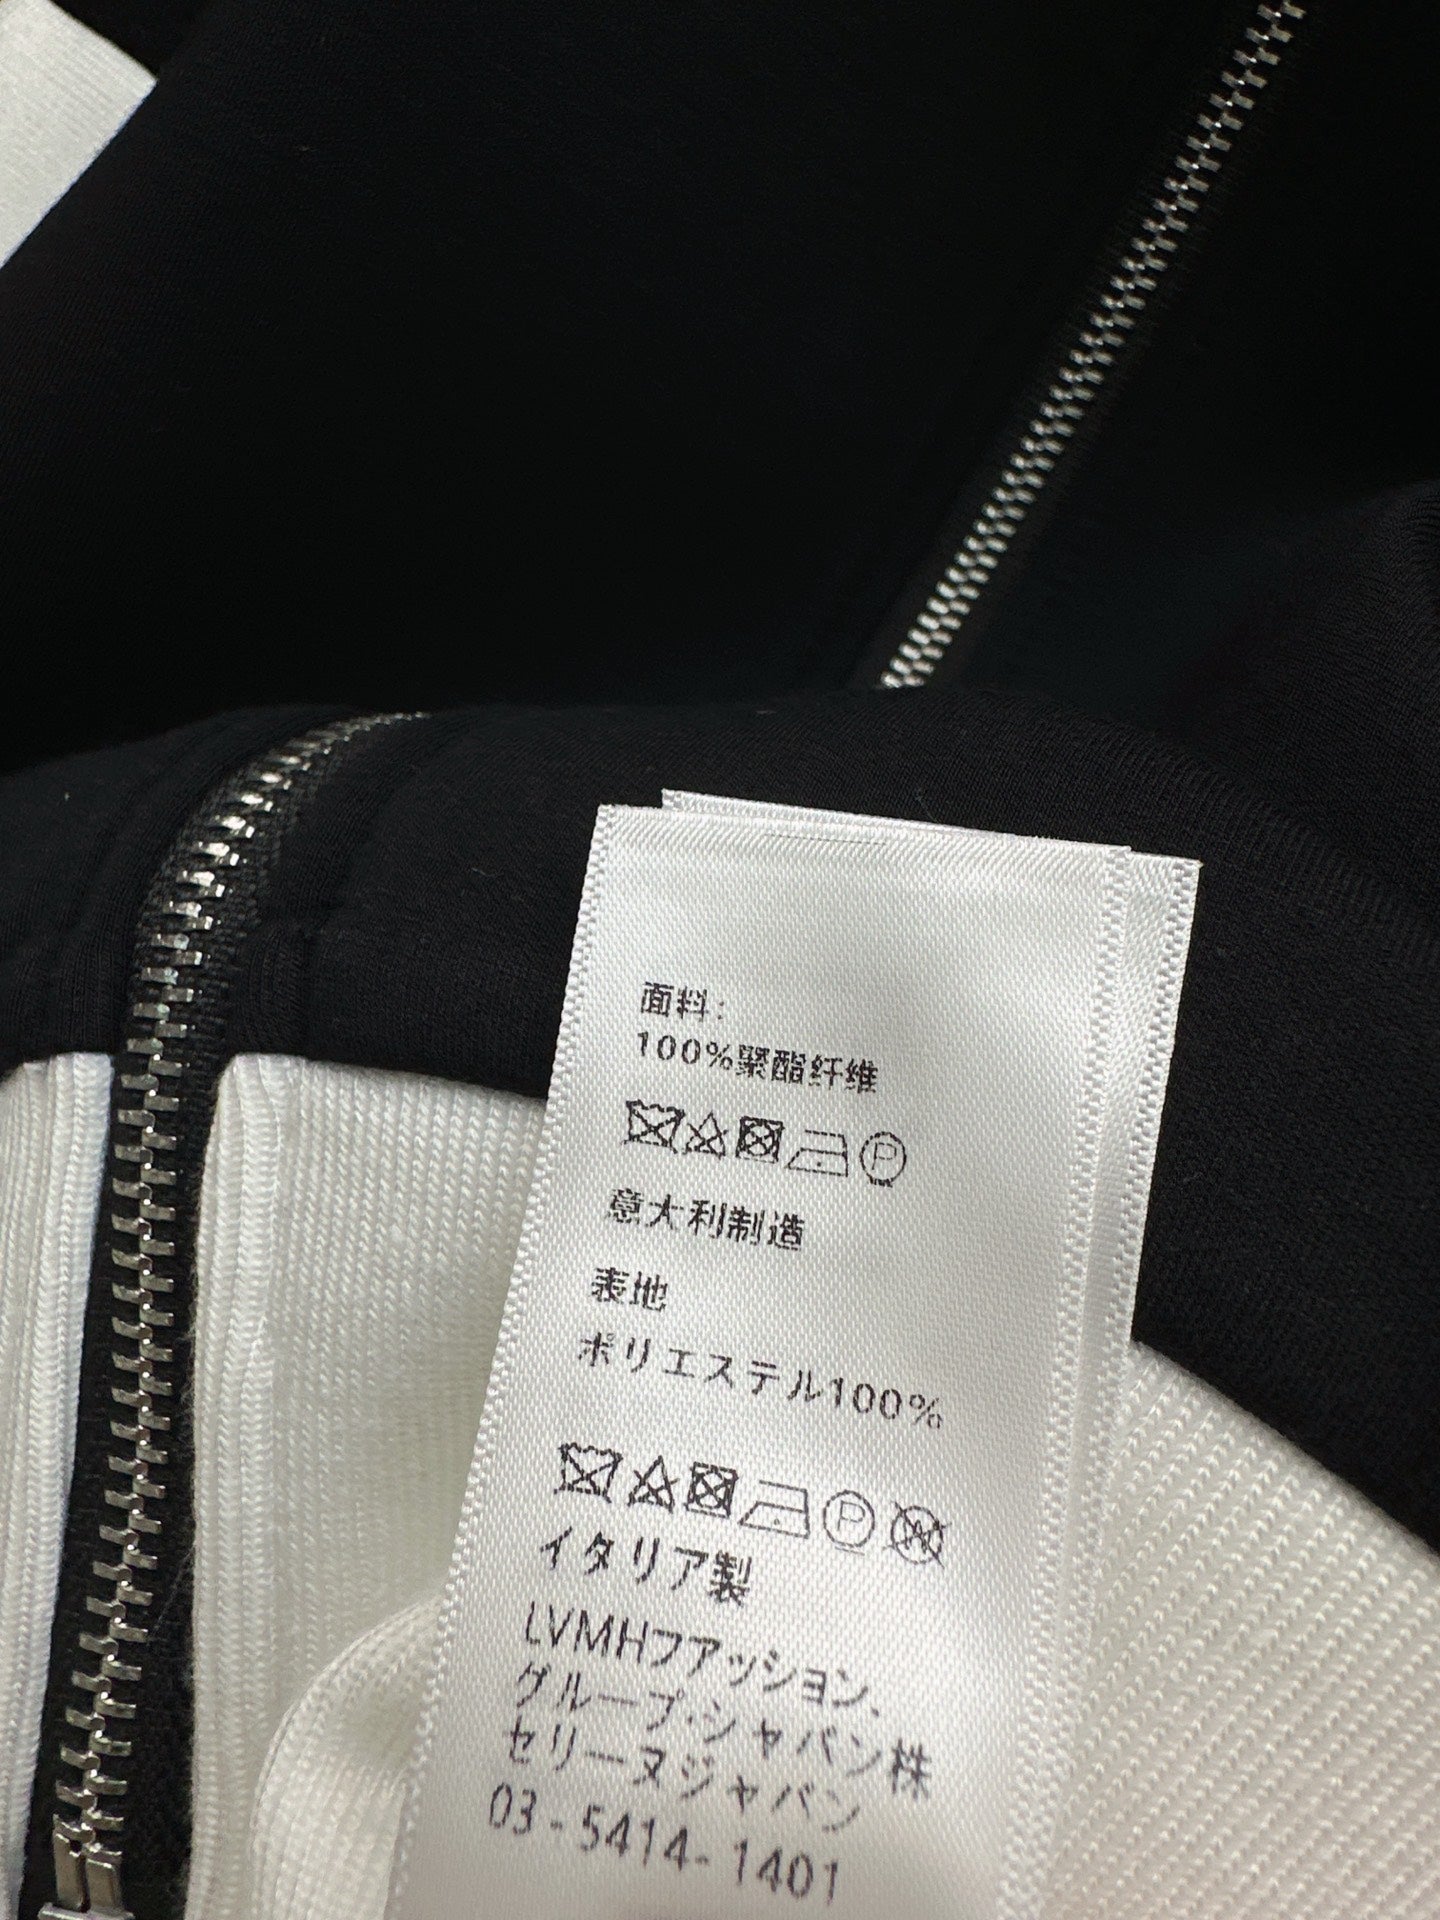 面料:
100%聚酯纤维
P
意大利制造
表地
ポリエステル100%
P W
イタリア製
LVMHファッション.
グループ·ジャパン株
セリーヌジャパン
03-5414-1401